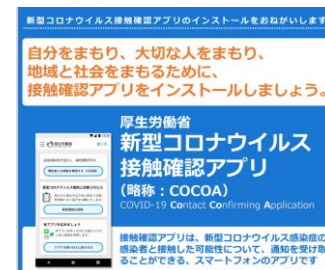 新型コロナウイルス接触確認アプリのインストールをおねがいします
自分をまもり、大切な人をまもり、
地域と社会をまもるために、
接触確認アプリをインストールしましょう。
厚生労働省
新型コロナウイルス
接触確認アプリ
(略称:COCOA)
COVID-19 Contact Confirming Application
接触確認アプリは、新型コロナウイルス感染症の
感染者と接触した可能性について、通知を受け取
ることができる、スマートフォンのアプリです